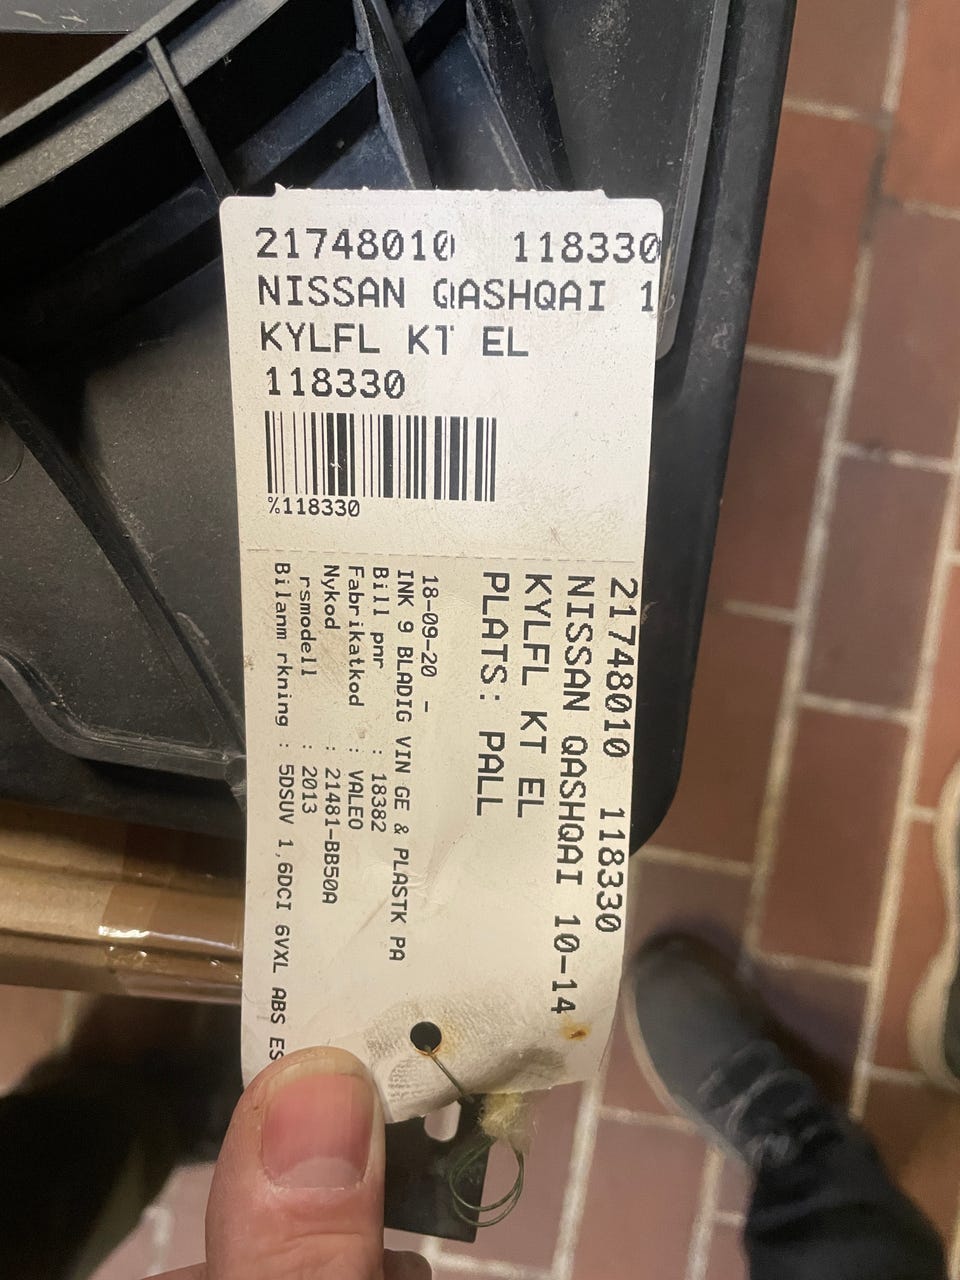 21748010 118330
NISSAN QASHQAI 1
KYLFL KT EL
118330
%118330
21748010 118330
NISSAN QASHQAI 10-14
KYLFL KT EL
PLATS: PALL
18-09-20 -
INK 9 BLADIG VIN GE & PLASTK PA
Bill pnr : 18382
Fabrikatkod : VALEO
Nykod : 21481-BB50A
rsmodell : 2013
Bilanm rkning : 5DSUV 1,6DCI 6VXL ABS ES